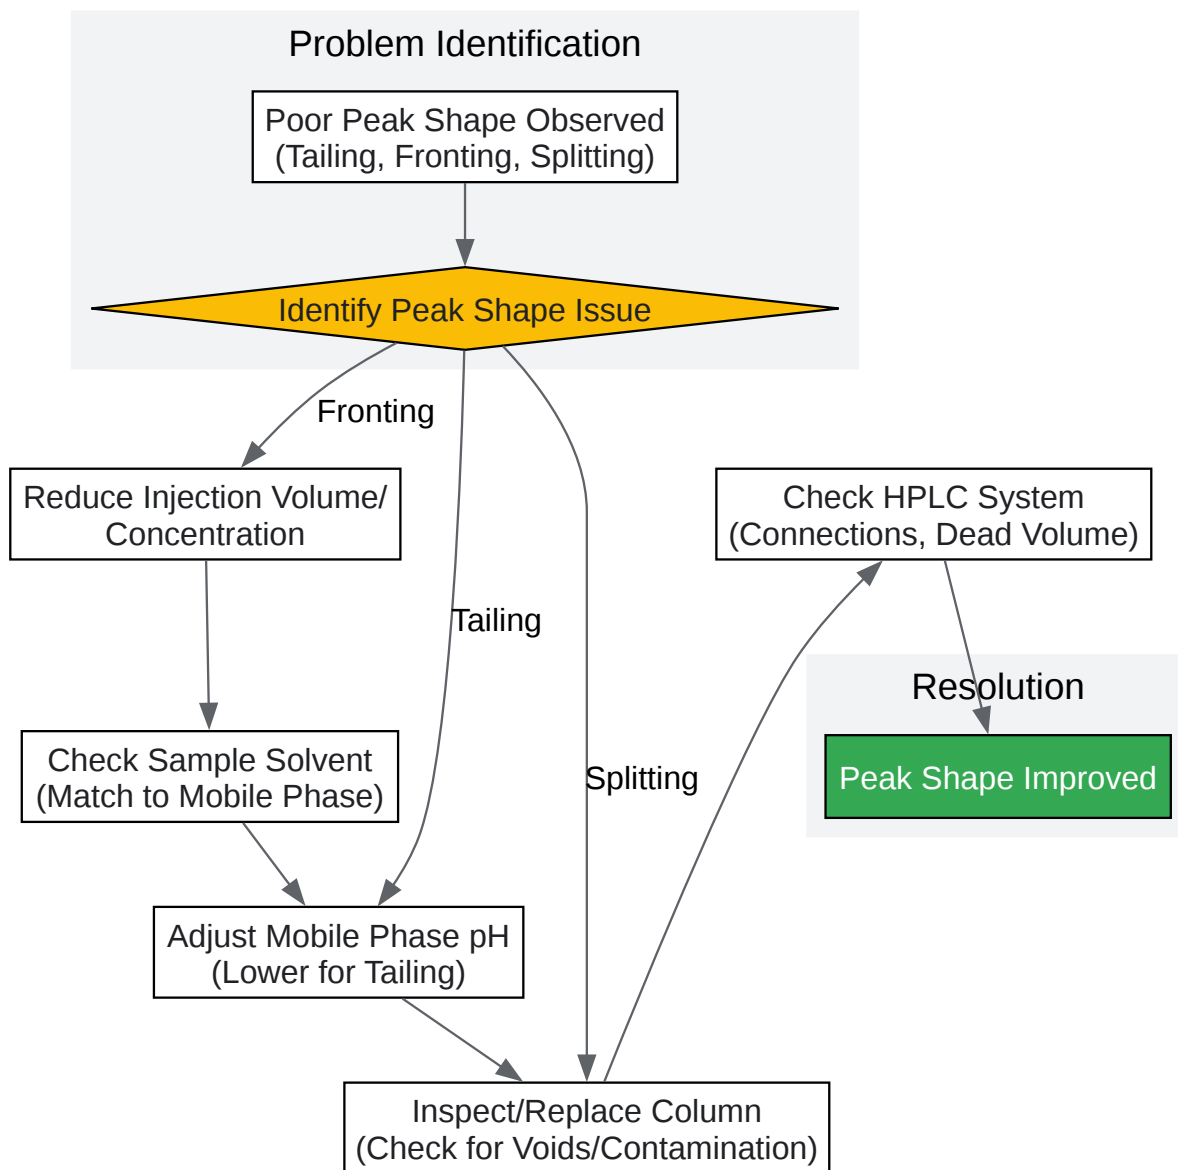 Problem Identification
Poor Peak Shape Observed
(Tailing, Fronting, Splitting)
Identify Peak Shape Issue
Fronting
Reduce Injection Volume/
Concentration
Check HPLC System
(Connections, Dead Volume)
Tailing
Resolution
Check Sample Solvent
(Match to Mobile Phase)
Splitting
Peak Shape Improved
Adjust Mobile Phase pH
(Lower for Tailing)
Inspect/Replace Column
(Check for Voids/Contamination)